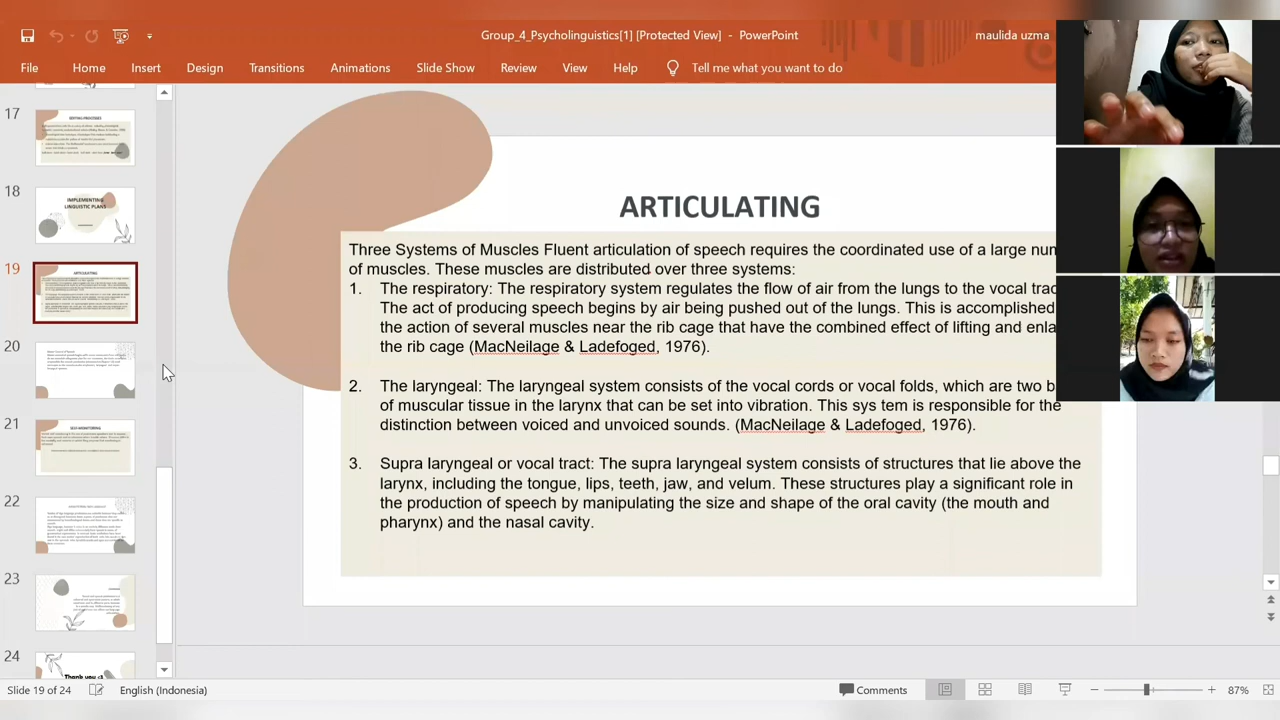 Group_4_Psycholinguistics[1] [Protected View] - PowerPoint
maulida uzma
File
Home
Insert
Design
Transitions
Animations
Slide Show
Review
View
Help
Tell me what you want to do
17
18
IMPLEMENTING
LINGUISTIC PLANS
19
ARTICULATING
20
21
SELF-MONITORING
22
23
24
Thank you
ARTICULATING
Three Systems of Muscles Fluent articulation of speech requires the coordinated use of a large
of muscles. These muscles are distributed over three systems:
1. The respiratory: The respiratory system regulates the flow of air from the lungs to the vocal
The act of producing speech begins by air being pushed out of the lungs. This is accomplished
the action of several muscles near the rib cage that have the combined effect of lifting and
the rib cage (MacNeilage & Ladefoged, 1976).
2. The laryngeal: The laryngeal system consists of the vocal cords or vocal folds, which are two
of muscular tissue in the larynx that can be set into vibration. This sys tem is responsible for the
distinction between voiced and unvoiced sounds. (MacNeilage & Ladefoged, 1976).
3. Supra laryngeal or vocal tract: The supra laryngeal system consists of structures that lie above the
larynx, including the tongue, lips, teeth, jaw, and velum. These structures play a significant role in
the production of speech by manipulating the size and shape of the oral cavity (the mouth and
pharynx) and the nasal cavity.
Slide 19 of 24
English (Indonesia)
Comments
87%